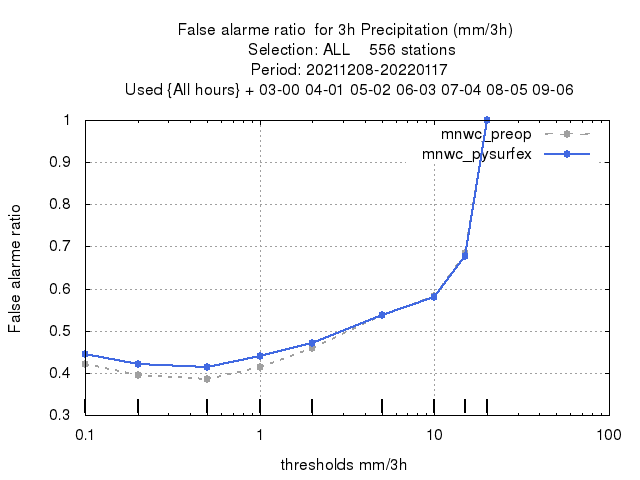 False alarme ratio  for 3h Precipitation (mm/3h)
Selection: ALL    556 stations
Period: 20211208-20220117
Used {All hours} + 03-00 04-01 05-02 06-03 07-04 08-05 09-06
mnwc_preop
mnwc_pysurfex
1
0.9
0.8
0.7
0.6
0.5
0.4
0.3
False alarme ratio
0.1 1 10 100
thresholds mm/3h